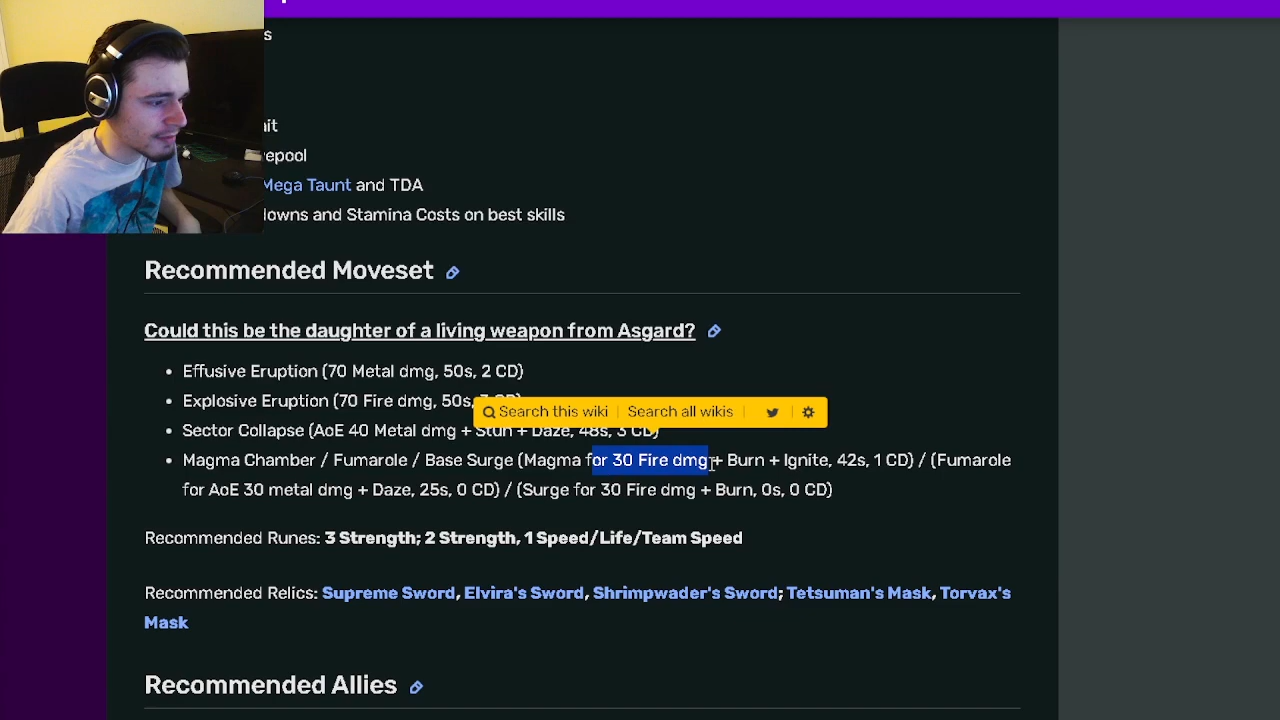 s
it
epool
Mega Taunt and TDA
downs and Stamina Costs on best skills
Recommended Moveset
Could this be the daughter of a living weapon from Asgard?
Effusive Eruption (70 Metal dmg, 50s, 2 CD)
Explosive Eruption (70 Fire dmg, 50s, 3 CD)
Search this wiki Search all wikis
Sector Collapse (AoE 40 Metal dmg + Stun + Daze, 48s, 3 CD)
Magma Chamber / Fumarole / Base Surge (Magma for 30 Fire dmg + Burn + Ignite, 42s, 1 CD) / (Fumarole
for AoE 30 metal dmg + Daze, 25s, 0 CD) / (Surge for 30 Fire dmg + Burn, 0s, 0 CD)
Recommended Runes: 3 Strength; 2 Strength, 1 Speed/Life/Team Speed
Recommended Relics: Supreme Sword, Elvira's Sword, Shrimpwader's Sword; Tetsuman's Mask, Torvax's
Mask
Recommended Allies